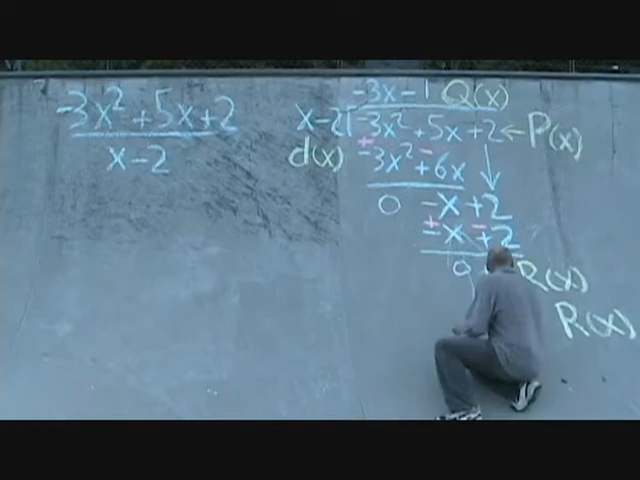 -3x² + 5x + 2
x - 2
-3x - 1 Q(x)
x - 2 -3x² + 5x + 2 ← P(x)
d(x)
+ -
-3x² + 6x
0 -x + 2
+ -
-x + 2
0 R(x)
R(x)